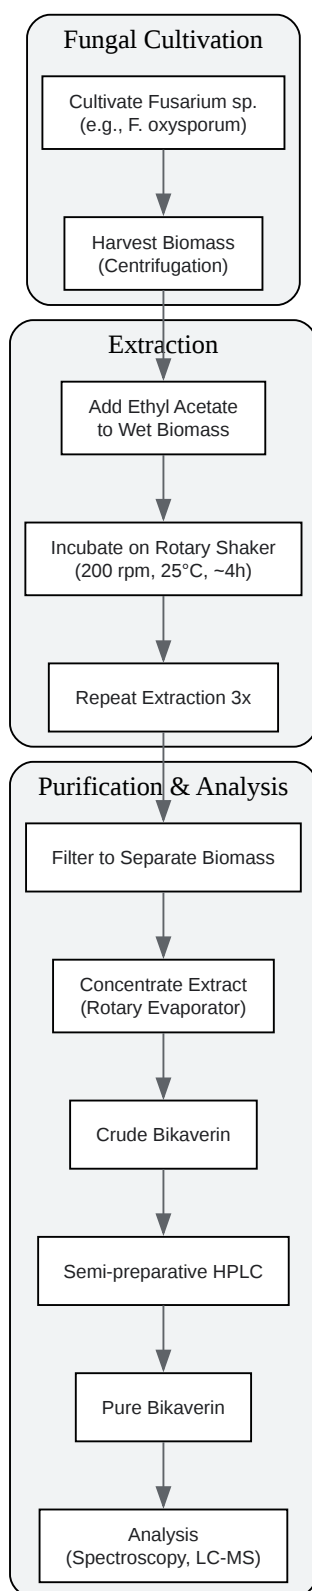 Fungal Cultivation
Cultivate Fusarium sp.
(e.g., F. oxysporum)
Harvest Biomass
(Centrifugation)
Extraction
Add Ethyl Acetate
to Wet Biomass
Incubate on Rotary Shaker
(200 rpm, 25°C, ~4h)
Repeat Extraction 3x
Purification & Analysis
Filter to Separate Biomass
Concentrate Extract
(Rotary Evaporator)
Crude Bikaverin
Semi-preparative HPLC
Pure Bikaverin
Analysis
(Spectroscopy, LC-MS)